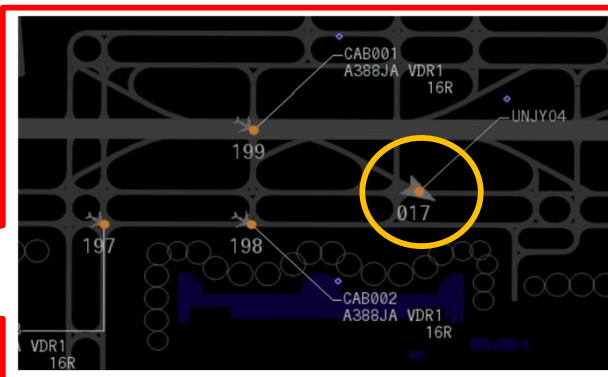 CAB001
A388JA VDR1
16R
UNJY04
199
017
197
198
CAB002
A388JA VDR1
16R
VDR1
16R